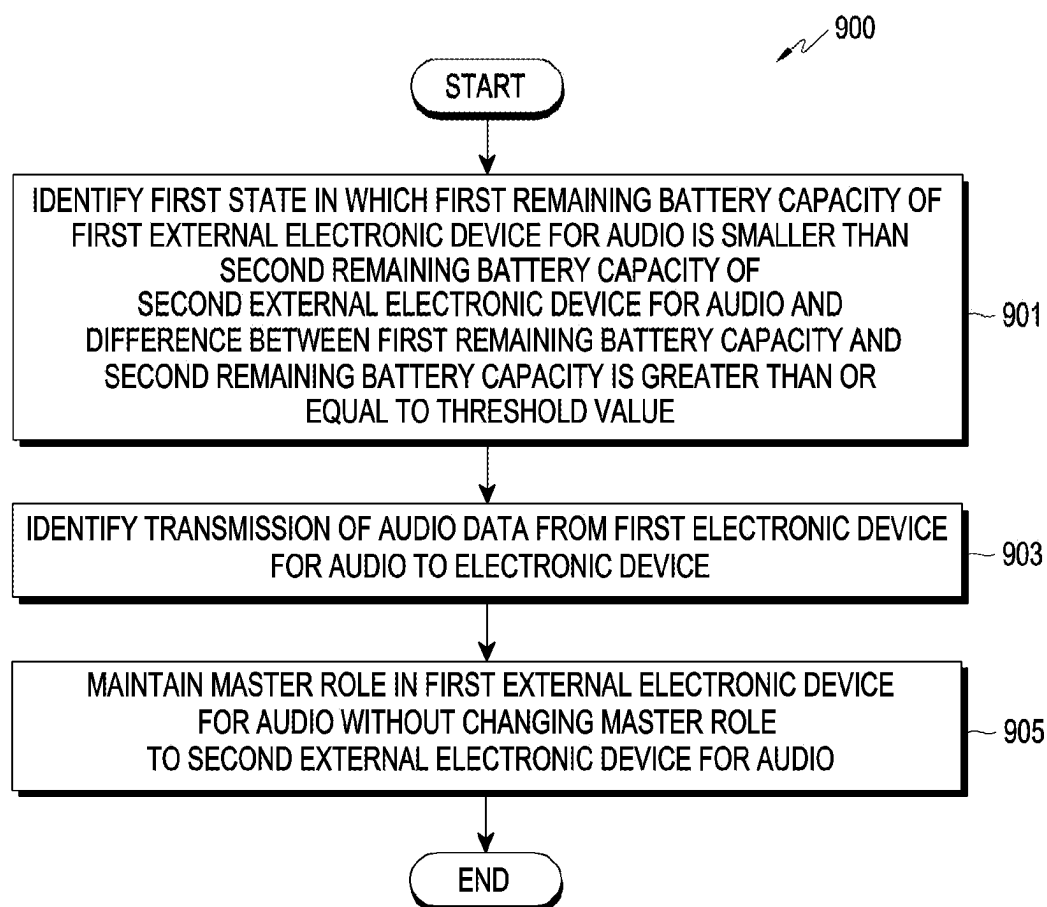 900
START
IDENTIFY FIRST STATE IN WHICH FIRST REMAINING BATTERY CAPACITY OF
FIRST EXTERNAL ELECTRONIC DEVICE FOR AUDIO IS SMALLER THAN
SECOND REMAINING BATTERY CAPACITY OF
SECOND EXTERNAL ELECTRONIC DEVICE FOR AUDIO AND
DIFFERENCE BETWEEN FIRST REMAINING BATTERY CAPACITY AND
SECOND REMAINING BATTERY CAPACITY IS GREATER THAN OR
EQUAL TO THRESHOLD VALUE
901
IDENTIFY TRANSMISSION OF AUDIO DATA FROM FIRST ELECTRONIC DEVICE
FOR AUDIO TO ELECTRONIC DEVICE
903
MAINTAIN MASTER ROLE IN FIRST EXTERNAL ELECTRONIC DEVICE
FOR AUDIO WITHOUT CHANGING MASTER ROLE
TO SECOND EXTERNAL ELECTRONIC DEVICE FOR AUDIO
905
END